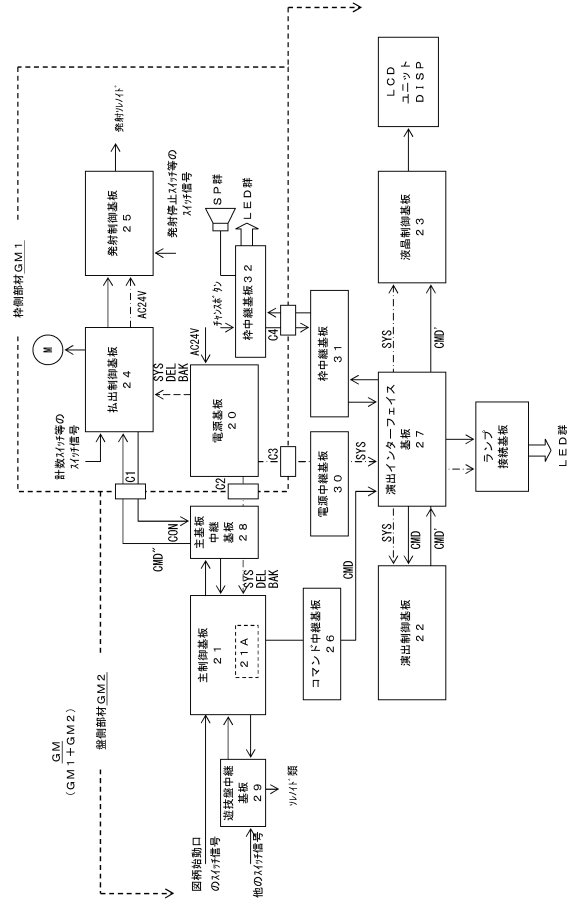 GM
(GM1+GM2)
枠側部材GM1
盤側部材GM2
計数スイッチ等の
スイッチ信号
M
払出制御基板
24
発射制御基板
25
発射ソレノイド
AC24V
発射停止スイッチ等の
スイッチ信号
SYS
DEL
BAK
AC24V
電源基板
20
チャンスボタン
SP群
LED群
枠中継基板32
C1
C2
C3
C4
CMD"
CON
主基板
中継
基板
28
SYS
DEL
BAK
電源中継基板
30
SYS
枠中継基板
31
図柄始動口
のスイッチ信号
主制御基板
21
21A
遊技盤中継
基板
29
他のスイッチ信号
ソレノイド類
コマンド中継基板
26
CMD
演出制御基板
22
SYS
CMD
CMD'
演出インターフェイス
基板
27
SYS
CMD'
液晶制御基板
23
LCD
ユニット
DISP
ランプ
接続基板
LED群